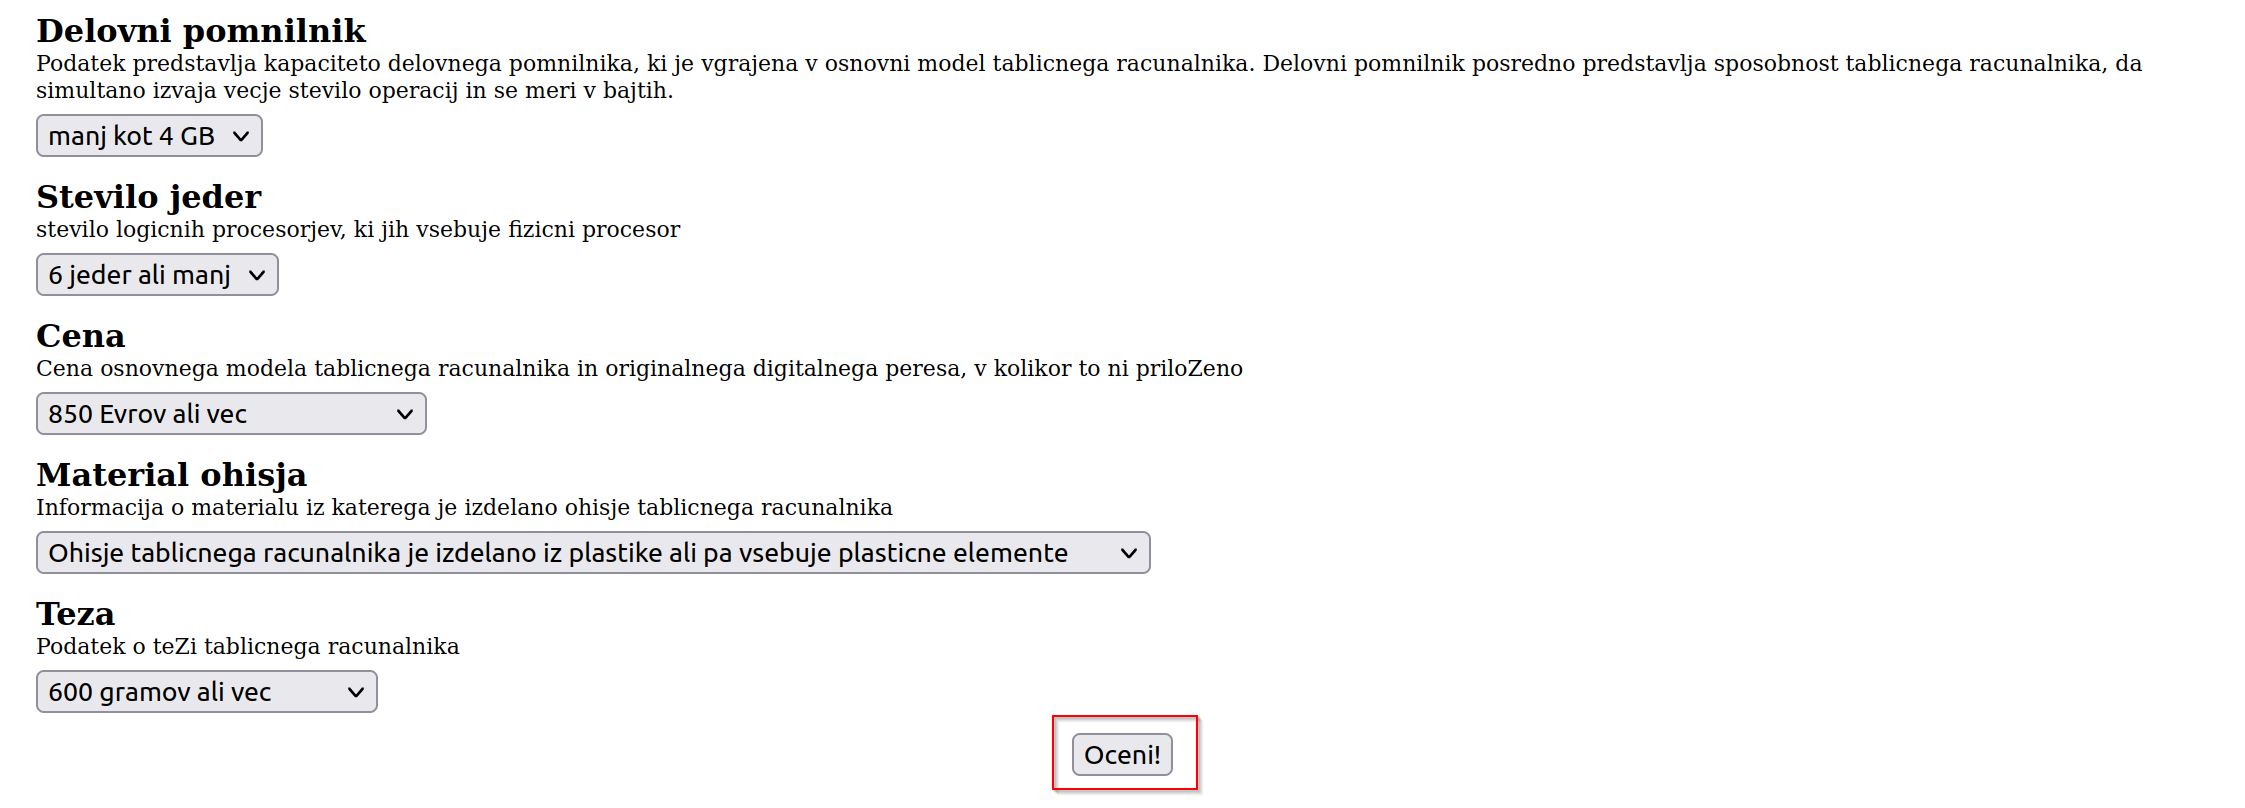 Delovni pomnilnik
Podatek predstavlja kapaciteto delovnega pomnilnika, ki je vgrajena v osnovni model tablicnega racunalnika. Delovni pomnilnik posredno predstavlja sposobnost tablicnega racunalnika, da
simultano izvaja vecje stevilo operacij in se meri v bajtih.
manj kot 4 GB
Stevilo jeder
stevilo logicnih procesorjev, ki jih vsebuje fizicni procesor
6 jeder ali manj
Cena
Cena osnovnega modela tablicnega racunalnika in originalnega digitalnega peresa, v kolikor to ni priloZeno
850 Evrov ali vec
Material ohisja
Informacija o materialu iz katerega je izdelano ohisje tablicnega racunalnika
Ohisje tablicnega racunalnika je izdelano iz plastike ali pa vsebuje plasticne elemente
Teza
Podatek o teZi tablicnega racunalnika
600 gramov ali vec
Oceni!